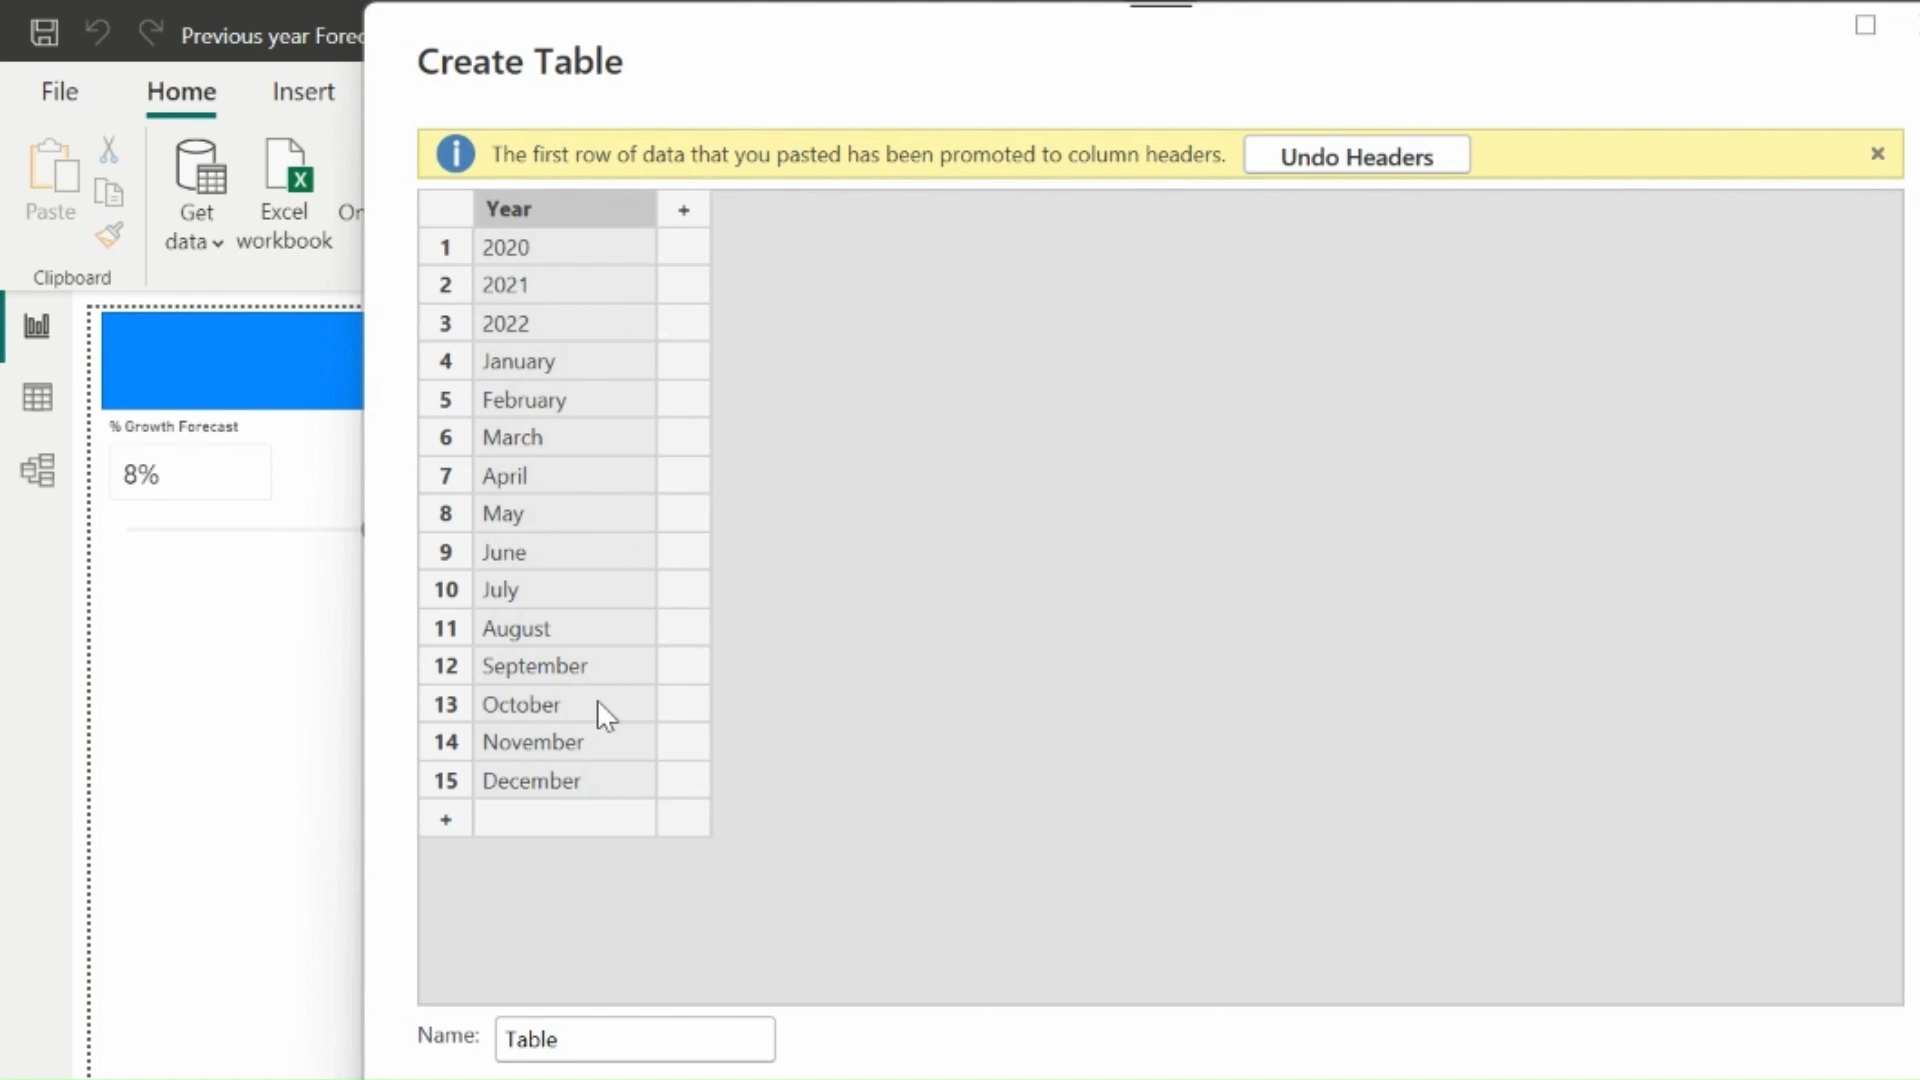 Previous year Forec
File
Home
Insert
Paste
Get data
Excel workbook
Clipboard
% Growth Forecast
8%
Create Table
The first row of data that you pasted has been promoted to column headers.
Undo Headers
Year +
1 2020
2 2021
3 2022
4 January
5 February
6 March
7 April
8 May
9 June
10 July
11 August
12 September
13 October
14 November
15 December
+
Name: Table